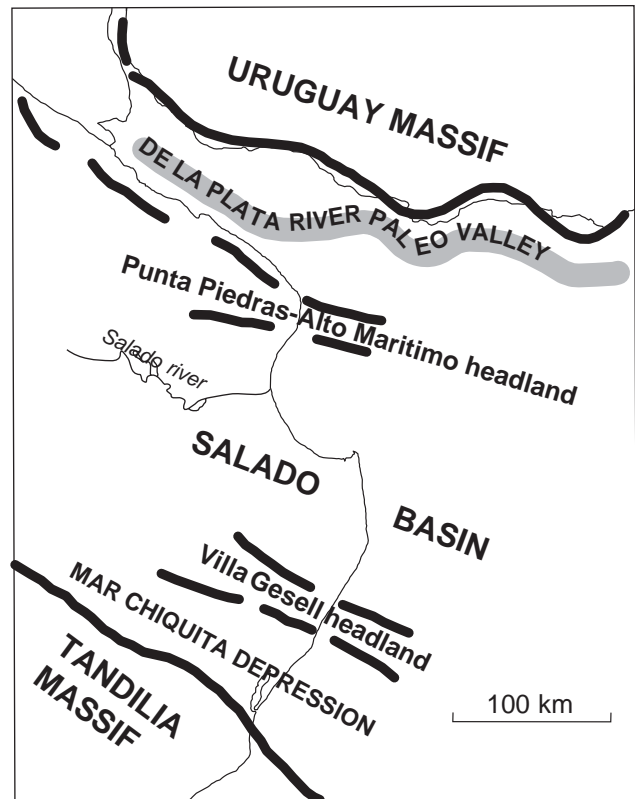 URUGUAY MASSIF
DE LA PLATA RIVER PALEO VALLEY
Punta Piedras-Alto Maritimo headland
Salado river
SALADO
BASIN
Villa Gesell headland
MAR CHIQUITA DEPRESSION
TANDILIA
MASSIF
100 km